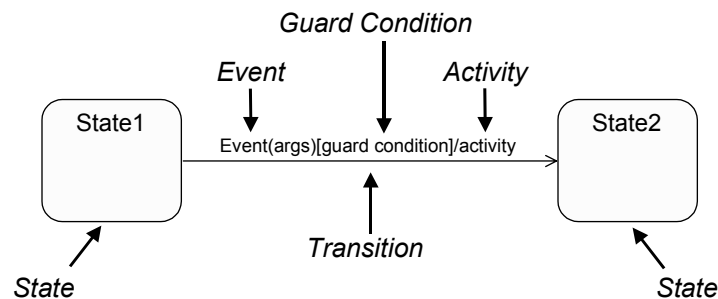 Guard Condition
Event
Activity
State1
State2
Event(args)[guard condition]/activity
Transition
State
State